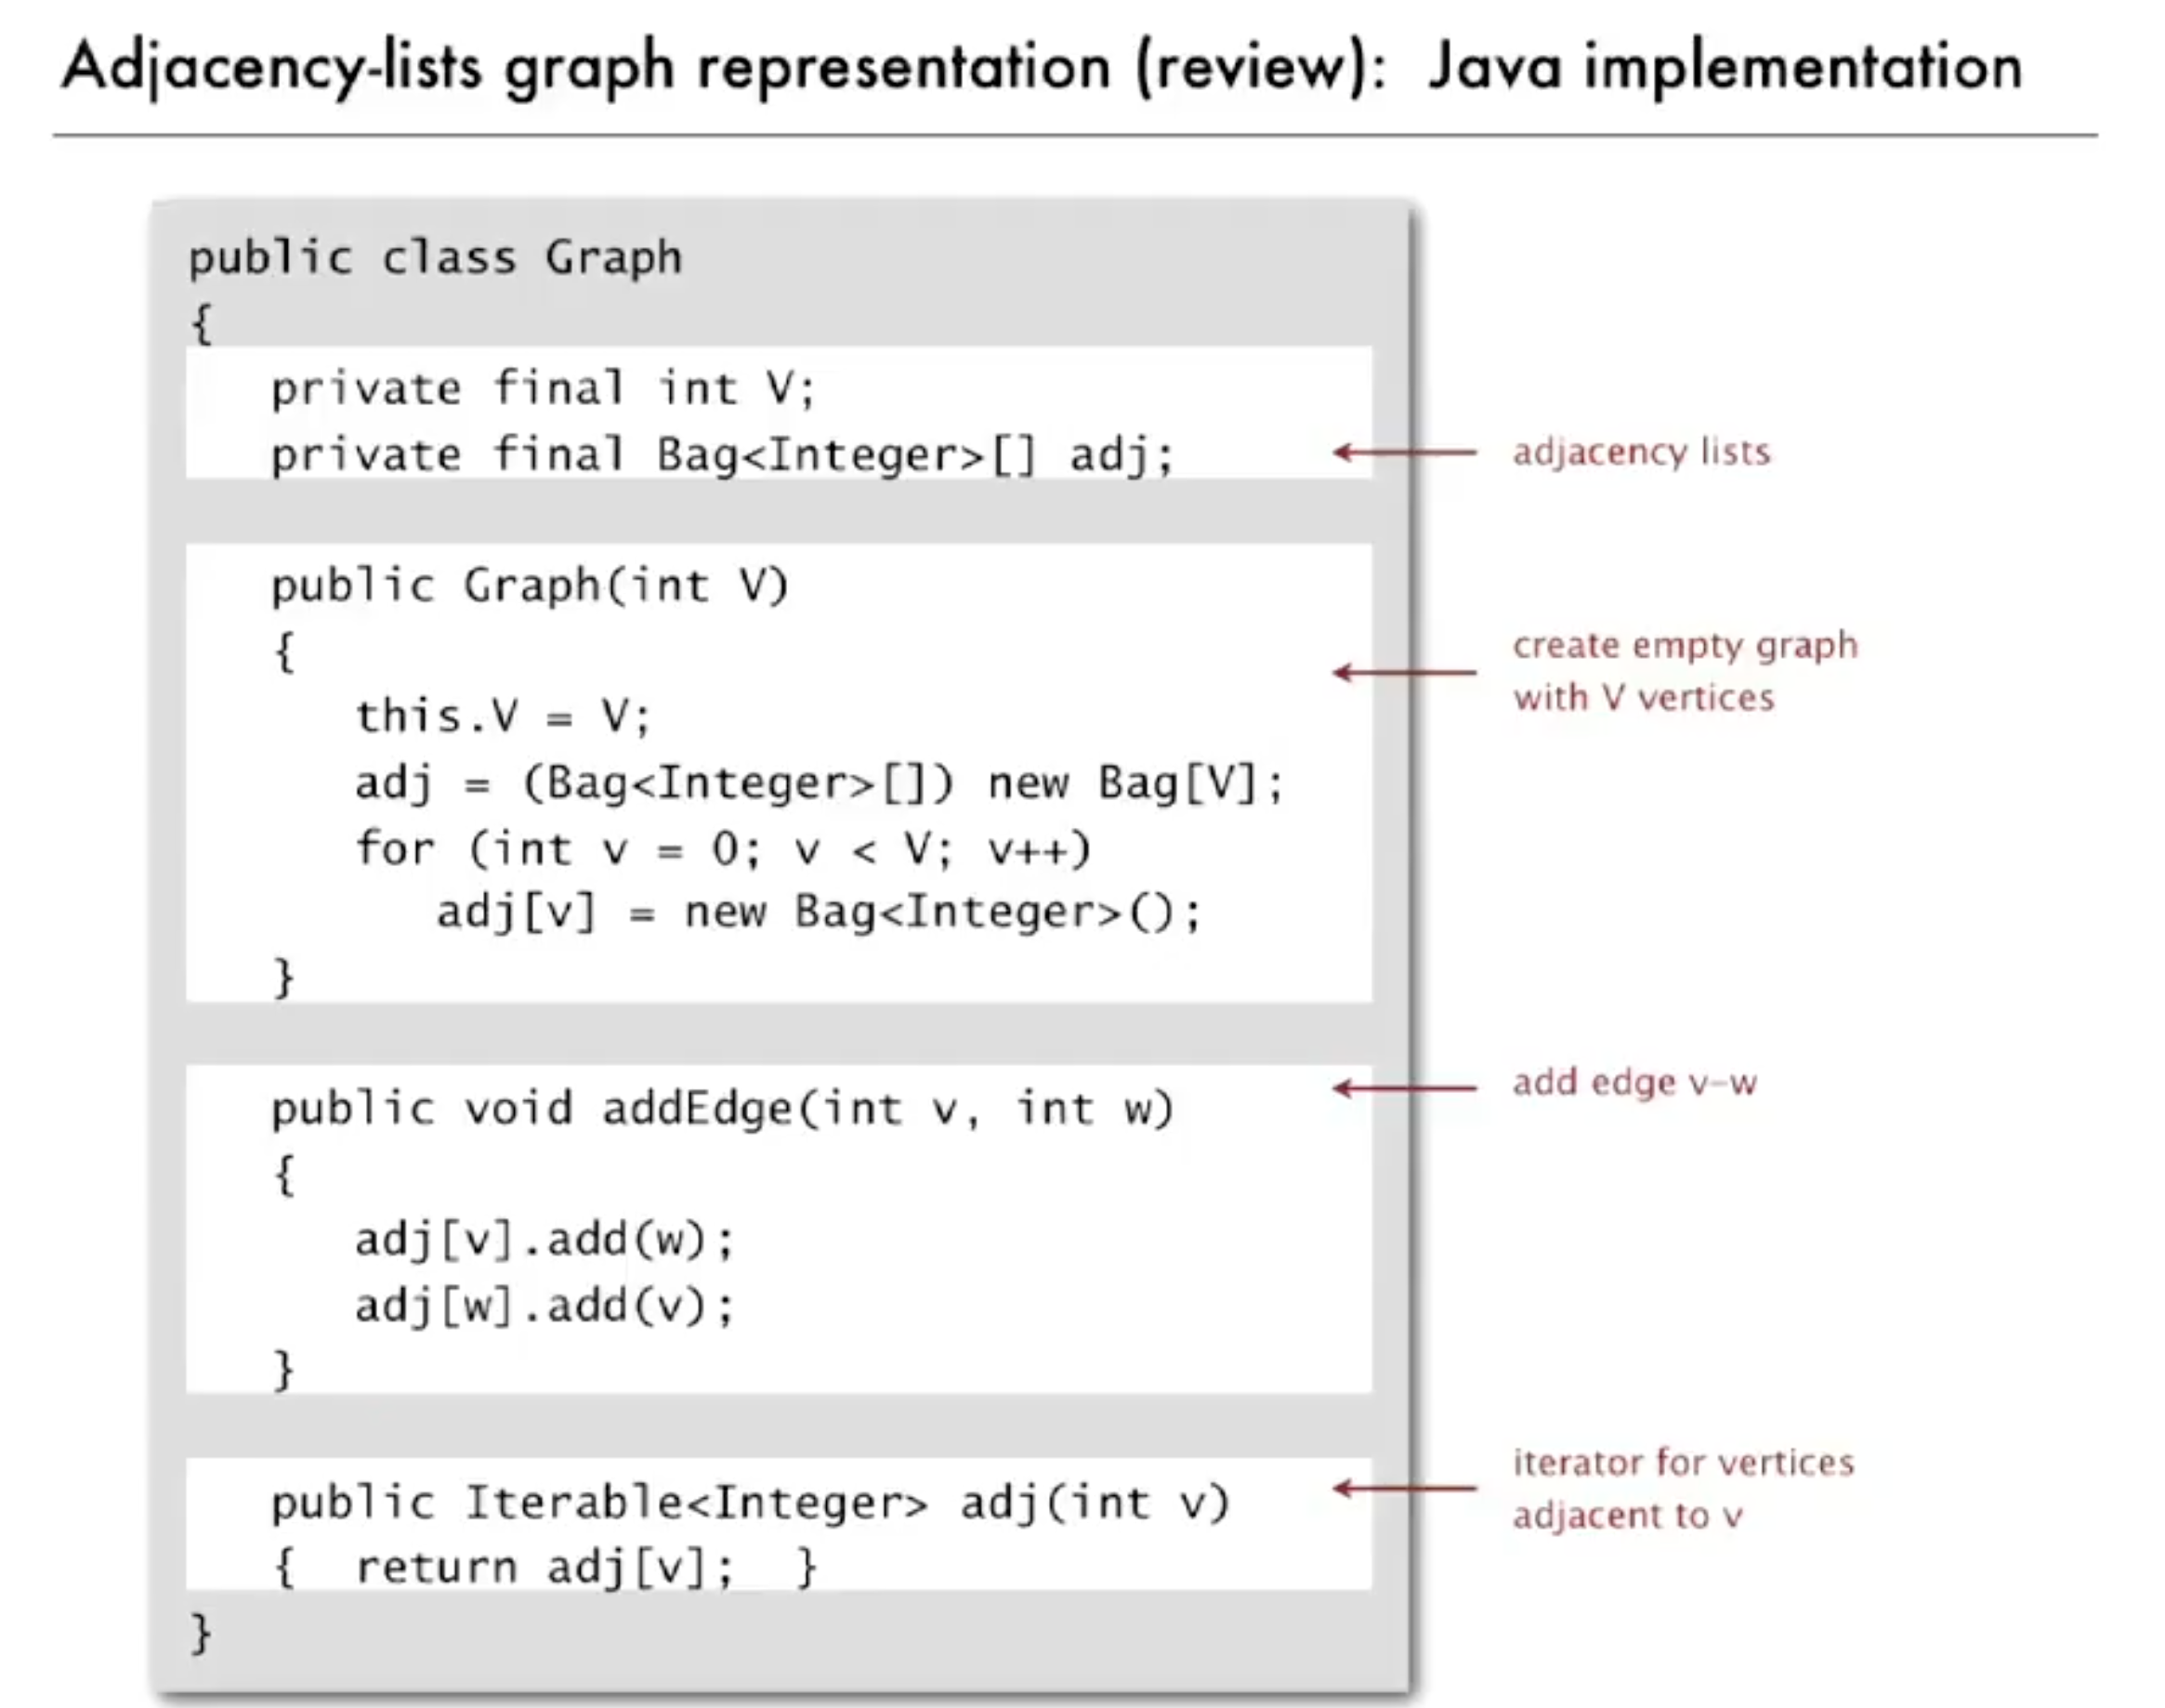 Adjacency-lists graph representation (review): Java implementation
public class Graph
{
private final int V;
private final Bag<Integer>[] adj;
adjacency lists
public Graph(int V)
{
this.V = V;
adj = (Bag<Integer>[]) new Bag[V];
for (int v = 0; v < V; v++)
adj[v] = new Bag<Integer>();
}
create empty graph
with V vertices
public void addEdge(int v, int w)
{
adj[v].add(w);
adj[w].add(v);
}
add edge v–w
public Iterable<Integer> adj(int v)
{ return adj[v]; }
iterator for vertices
adjacent to v
}